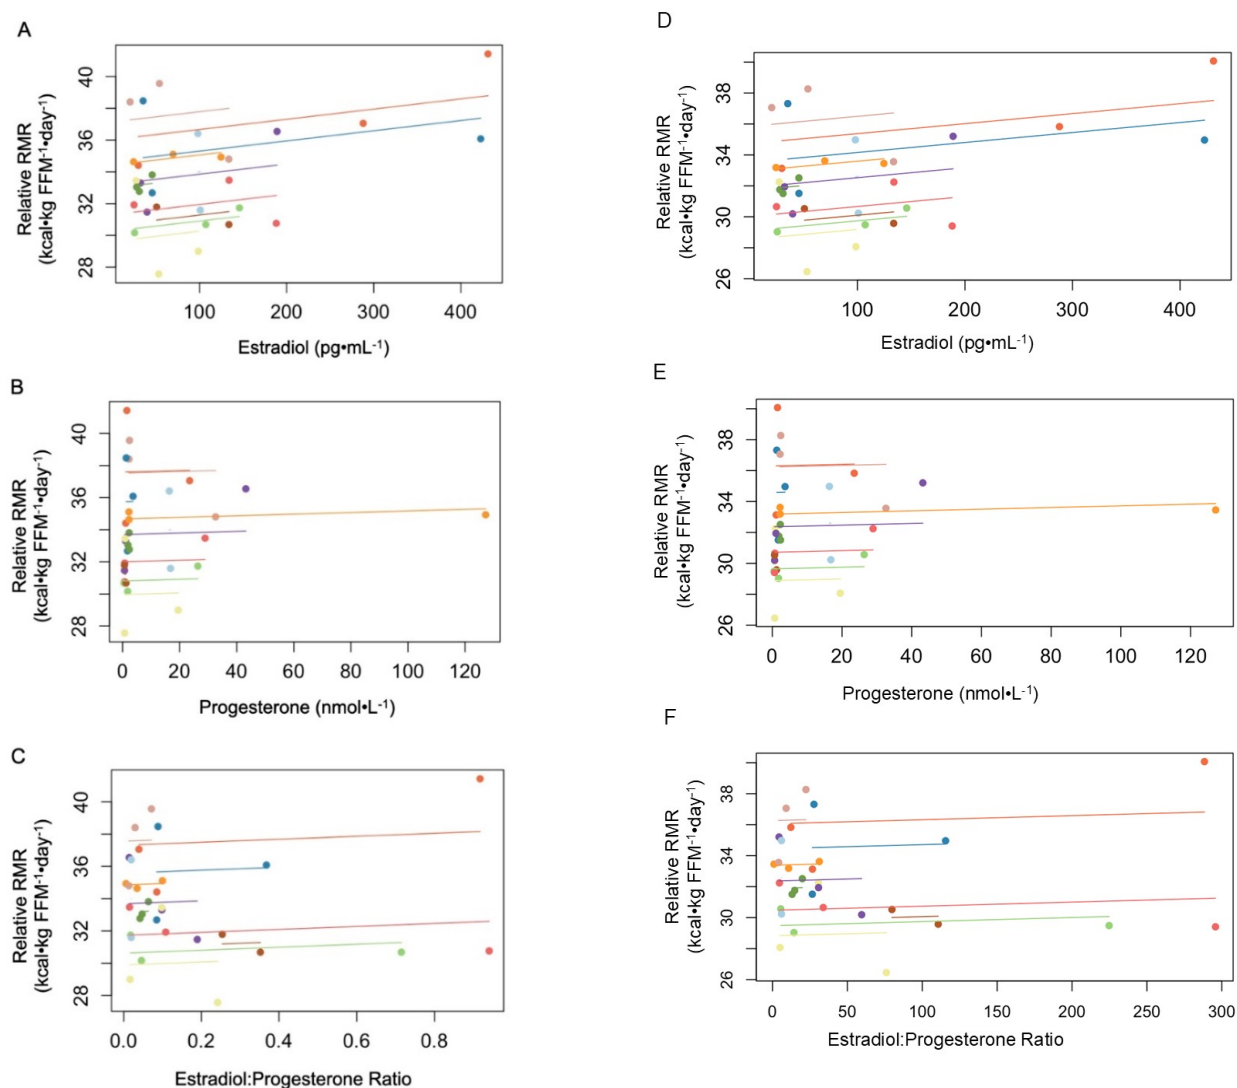 A
Relative RMR
(kcal•kg FFM⁻¹•day⁻¹)
40
36
32
28
100 200 300 400
Estradiol (pg•mL⁻¹)
D
Relative RMR
(kcal•kg FFM⁻¹•day⁻¹)
38
34
30
26
100 200 300 400
Estradiol (pg•mL⁻¹)
B
Relative RMR
(kcal•kg FFM⁻¹•day⁻¹)
40
36
32
28
0 20 40 60 80 100 120
Progesterone (nmol•L⁻¹)
E
Relative RMR
(kcal•kg FFM⁻¹•day⁻¹)
38
34
30
26
0 20 40 60 80 100 120
Progesterone (nmol•L⁻¹)
C
Relative RMR
(kcal•kg FFM⁻¹•day⁻¹)
40
36
32
28
0.0 0.2 0.4 0.6 0.8
Estradiol:Progesterone Ratio
F
Relative RMR
(kcal•kg FFM⁻¹•day⁻¹)
38
34
30
26
0 50 100 150 200 250 300
Estradiol:Progesterone Ratio